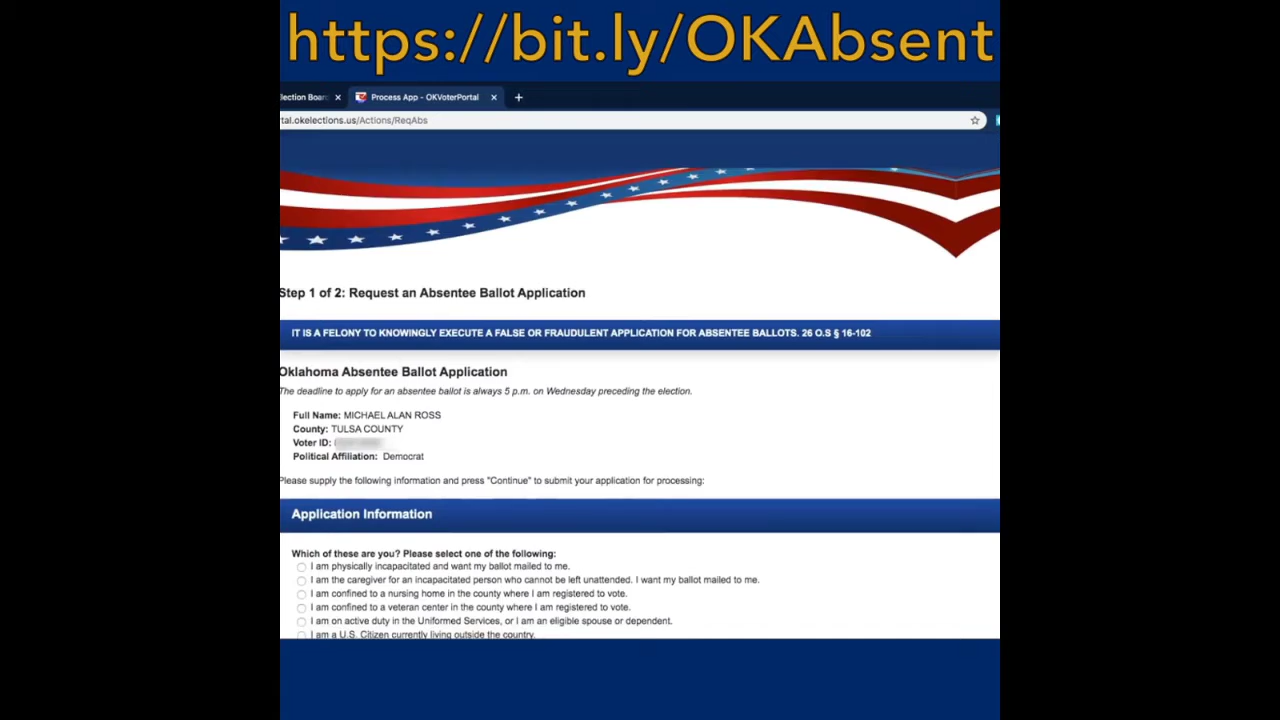 https://bit.ly/OKAbsent
lection Board
Process App - OKVoterPortal
tal.okelections.us/Actions/ReqAbs
Step 1 of 2: Request an Absentee Ballot Application
IT IS A FELONY TO KNOWINGLY EXECUTE A FALSE OR FRAUDULENT APPLICATION FOR ABSENTEE BALLOTS. 26 O.S § 16-102
Oklahoma Absentee Ballot Application
The deadline to apply for an absentee ballot is always 5 p.m. on Wednesday preceding the election.
Full Name: MICHAEL ALAN ROSS
County: TULSA COUNTY
Voter ID:
Political Affiliation: Democrat
Please supply the following information and press "Continue" to submit your application for processing:
Application Information
Which of these are you? Please select one of the following:
I am physically incapacitated and want my ballot mailed to me.
I am the caregiver for an incapacitated person who cannot be left unattended. I want my ballot mailed to me.
I am confined to a nursing home in the county where I am registered to vote.
I am confined to a veteran center in the county where I am registered to vote.
I am on active duty in the Uniformed Services, or I am an eligible spouse or dependent.
I am a U.S. Citizen currently living outside the country.